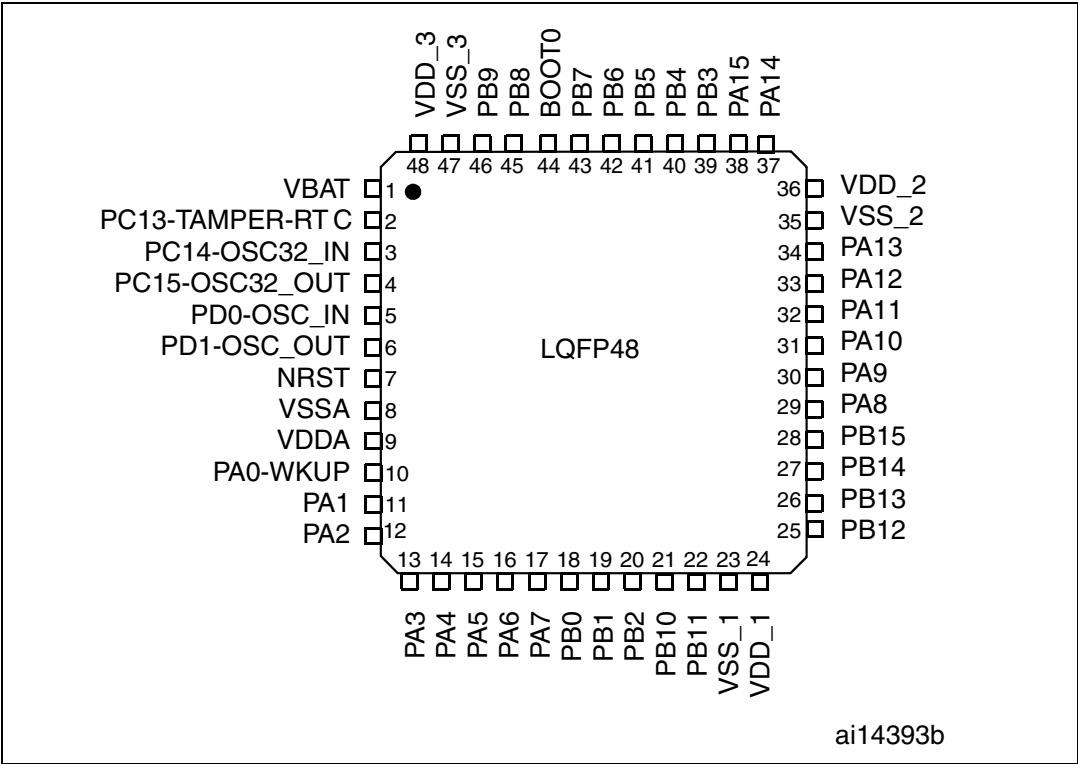 VDD_3
VSS_3
PB9
PB8
BOOT0
PB7
PB6
PB5
PB4
PB3
PA15
PA14
48 47 46 45 44 43 42 41 40 39 38 37
VBAT 1
PC13-TAMPER-RT C 2
PC14-OSC32_IN 3
PC15-OSC32_OUT 4
PD0-OSC_IN 5
PD1-OSC_OUT 6
NRST 7
VSSA 8
VDDA 9
PA0-WKUP 10
PA1 11
PA2 12
LQFP48
36 VDD_2
35 VSS_2
34 PA13
33 PA12
32 PA11
31 PA10
30 PA9
29 PA8
28 PB15
27 PB14
26 PB13
25 PB12
13 14 15 16 17 18 19 20 21 22 23 24
PA3
PA4
PA5
PA6
PA7
PB0
PB1
PB2
PB10
PB11
VSS_1
VDD_1
ai14393b